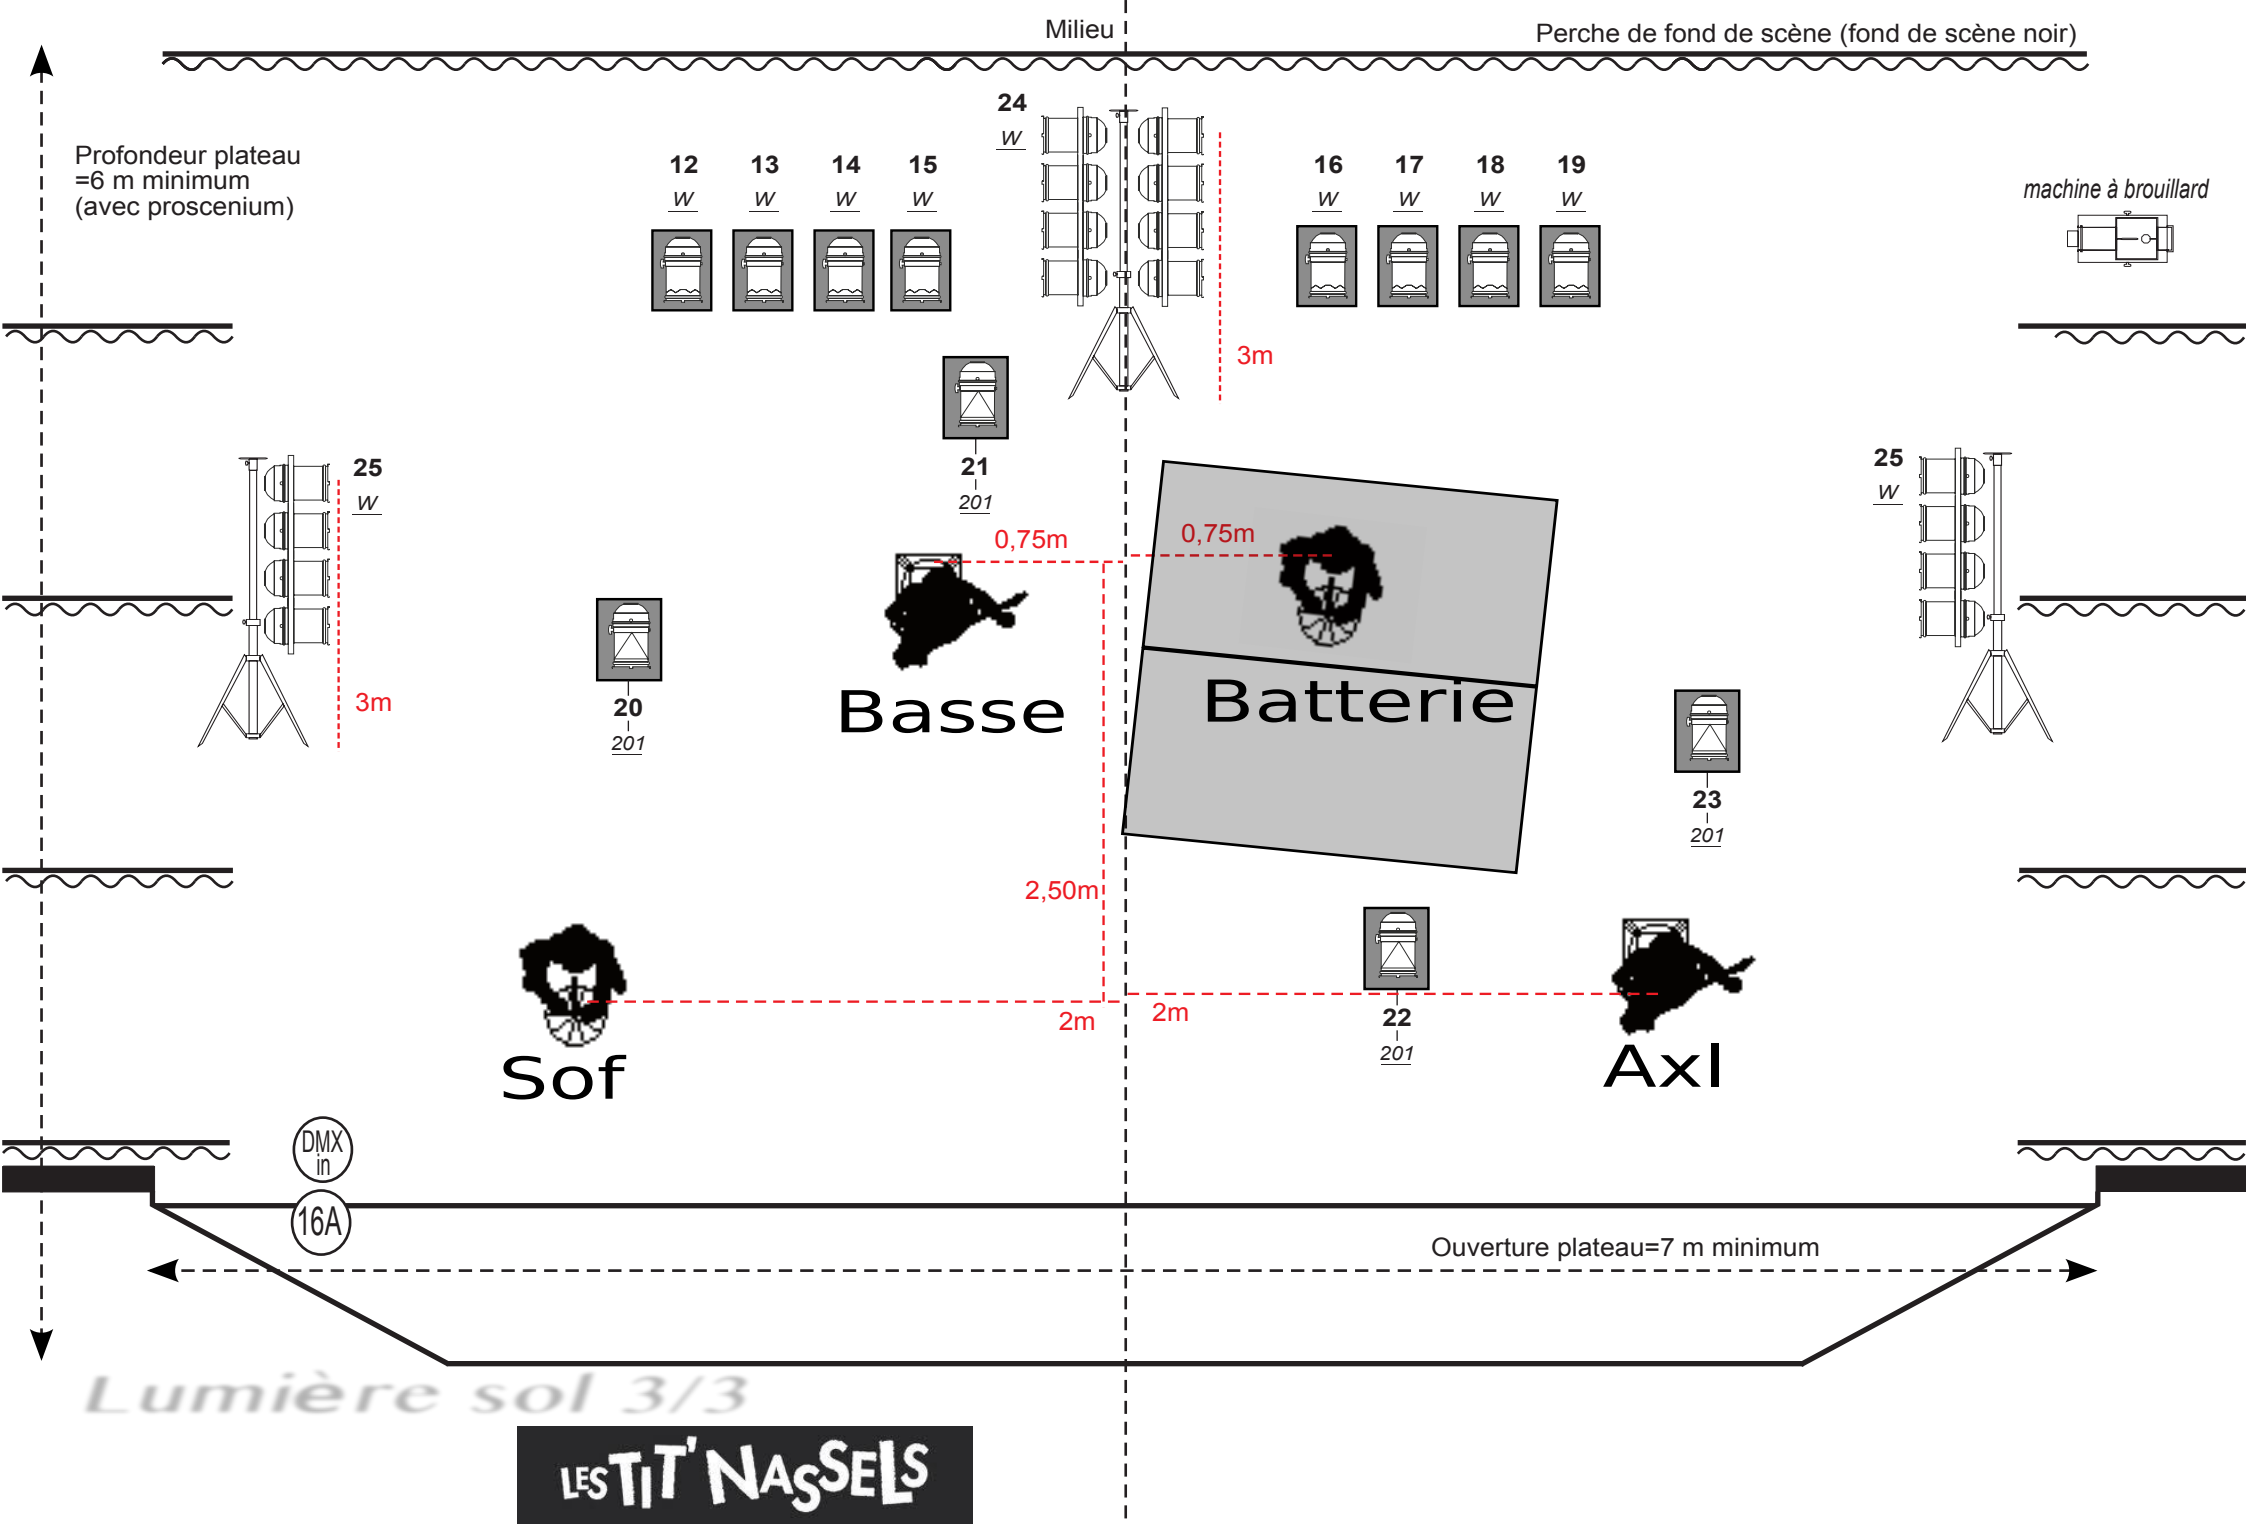 Milieu
Perche de fond de scène (fond de scène noir)
24
W
Profondeur plateau
=6 m minimum
(avec proscenium)
12
13
14
15
W
W
W
W
16
17
18
19
W
W
W
W
machine à brouillard
3m
21
201
25
W
25
W
0,75m
0,75m
3m
20
201
Basse
Batterie
23
201
2,50m
2m
2m
22
201
Sof
Axl
DMX
in
16A
Ouverture plateau=7 m minimum
Lumière sol 3/3
LES TIT' NASSELS